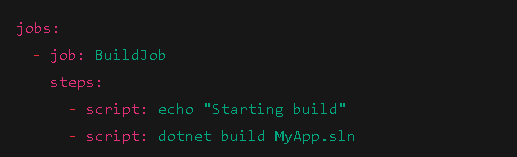 jobs:
  - job: BuildJob
    steps:
      - script: echo "Starting build"
      - script: dotnet build MyApp.sln